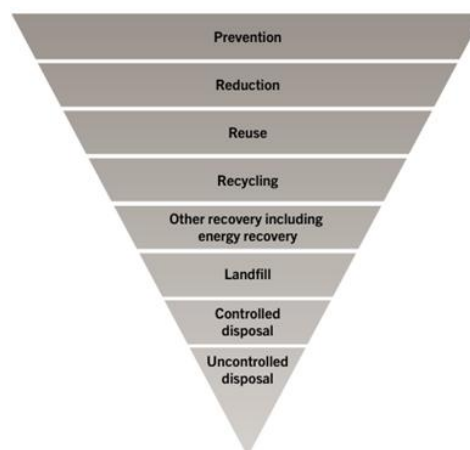 Prevention
Reduction
Reuse
Recycling
Other recovery including
energy recovery
Landfill
Controlled
disposal
Uncontrolled
disposal